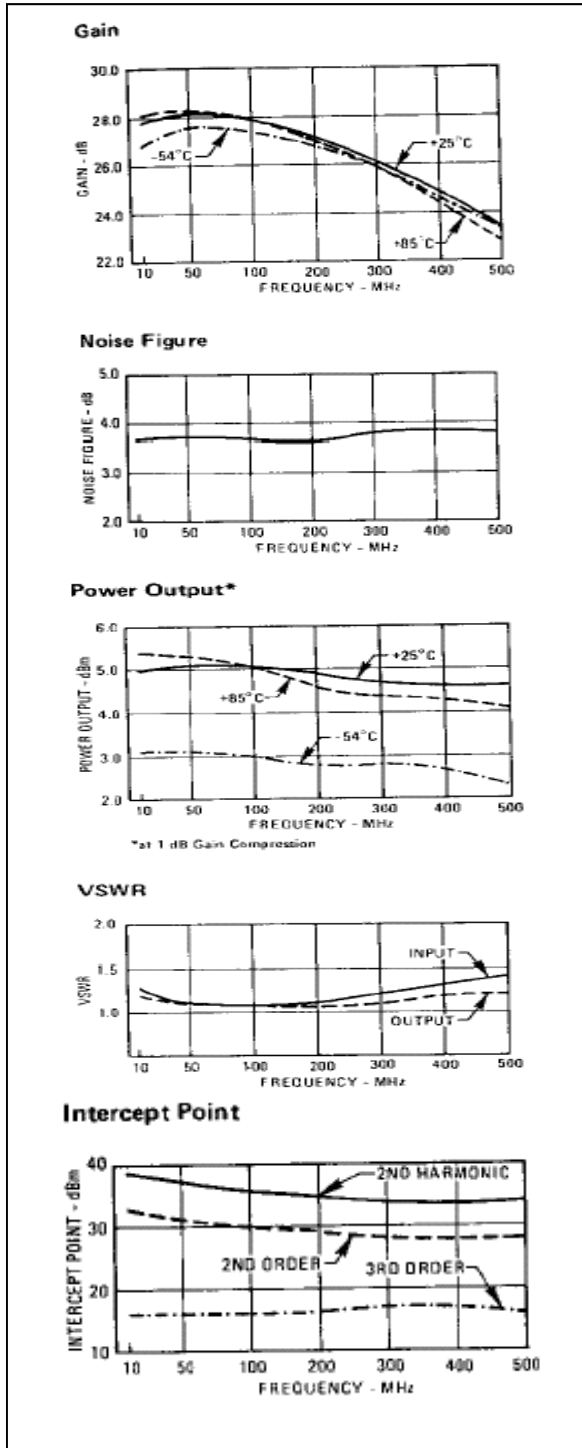 Gain
30.0
28.0
26.0
24.0
22.0
GAIN - dB
-54°C
+25°C
+85°C
10 50 100 200 300 400 500
FREQUENCY - MHz
Noise Figure
5.0
4.0
3.0
2.0
NOISE FIGURE - dB
10 50 100 200 300 400 500
FREQUENCY - MHz
Power Output*
6.0
5.0
4.0
3.0
2.0
POWER OUTPUT - dBm
+25°C
+85°C
-54°C
10 50 100 200 300 400 500
FREQUENCY - MHz
*at 1 dB Gain Compression
VSWR
2.0
1.5
1.0
VSWR
INPUT
OUTPUT
10 50 100 200 300 400 500
FREQUENCY - MHz
Intercept Point
40
30
20
10
INTERCEPT POINT - dBm
2ND HARMONIC
2ND ORDER
3RD ORDER
10 50 100 200 300 400 500
FREQUENCY - MHz